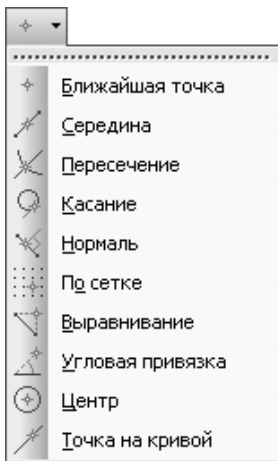 Ближайшая точка
Середина
Пересечение
Касание
Нормаль
По сетке
Выравнивание
Угловая привязка
Центр
Точка на кривой